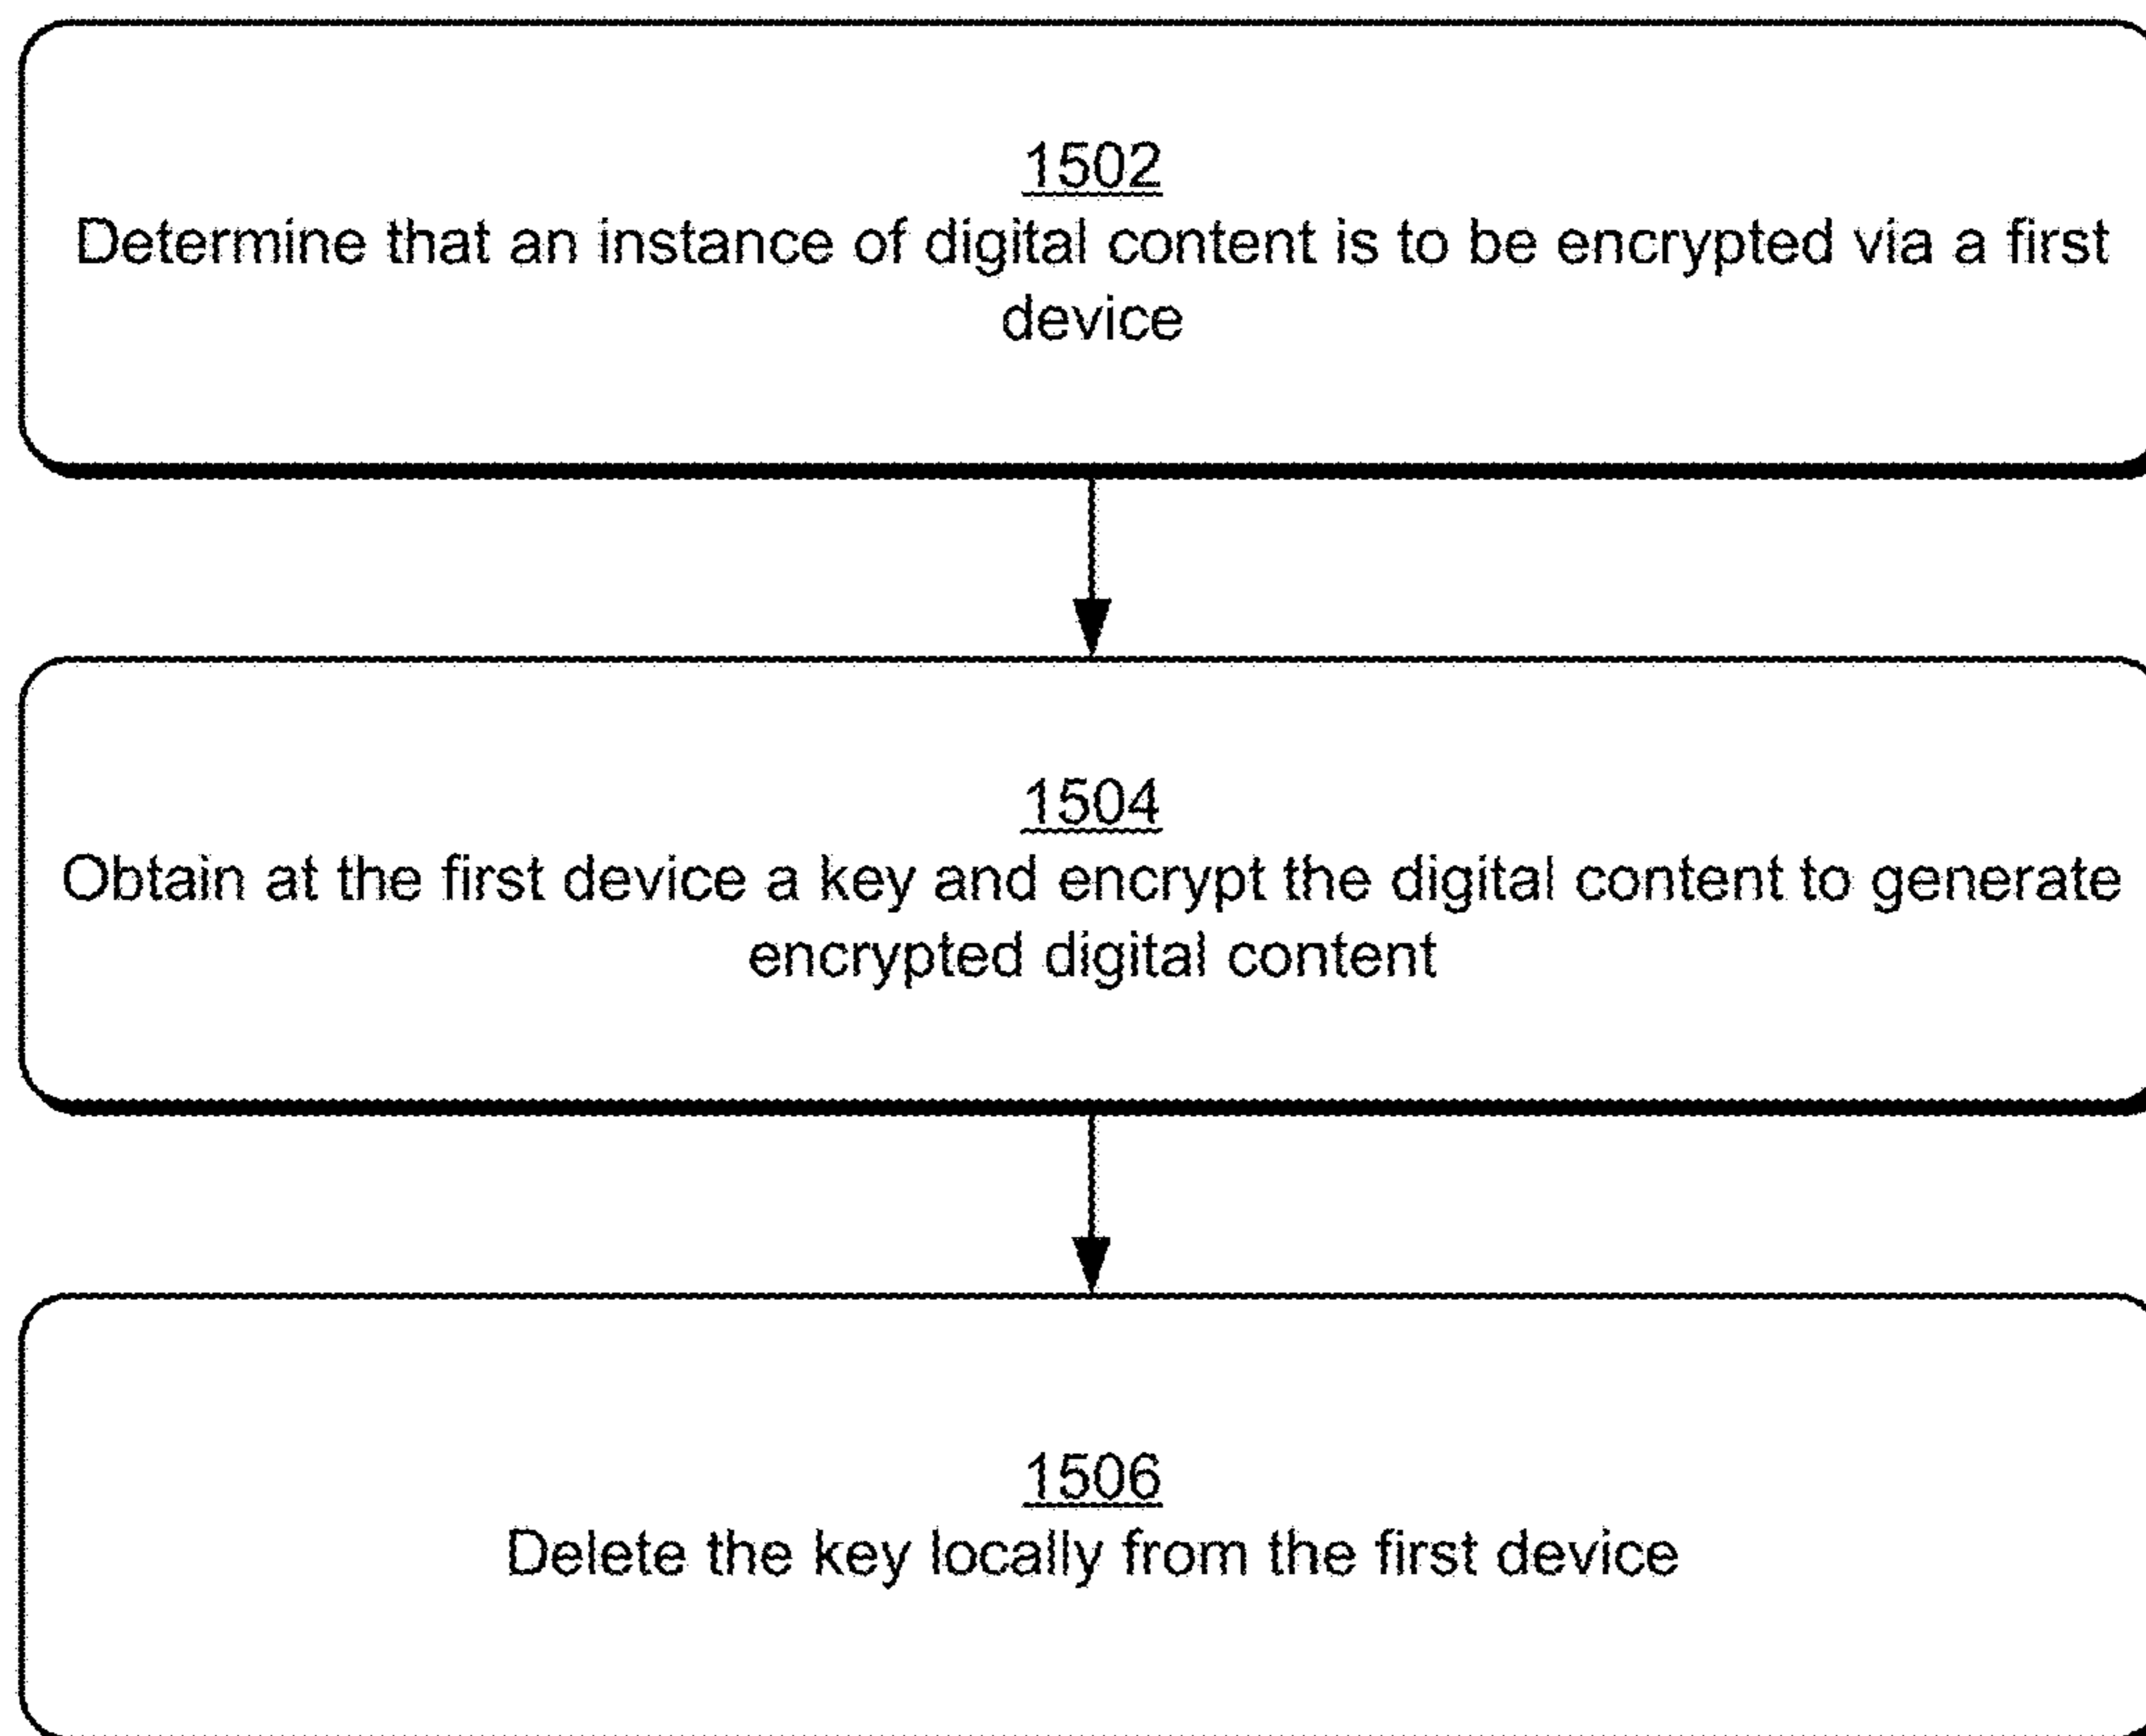 1502
Determine that an instance of digital content is to be encrypted via a first
device
1504
Obtain at the first device a key and encrypt the digital content to generate
encrypted digital content
1506
Delete the key locally from the first device